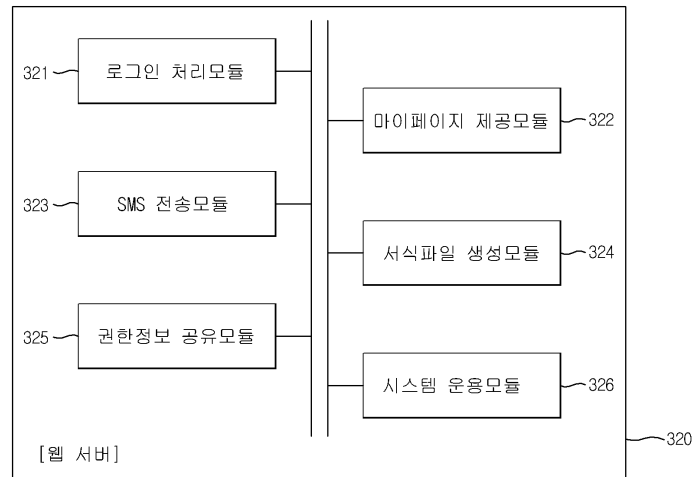 321
로그인 처리모듈
마이페이지 제공모듈
322
323
SMS 전송모듈
서식파일 생성모듈
324
325
권한정보 공유모듈
시스템 운용모듈
326
320
[웹 서버]